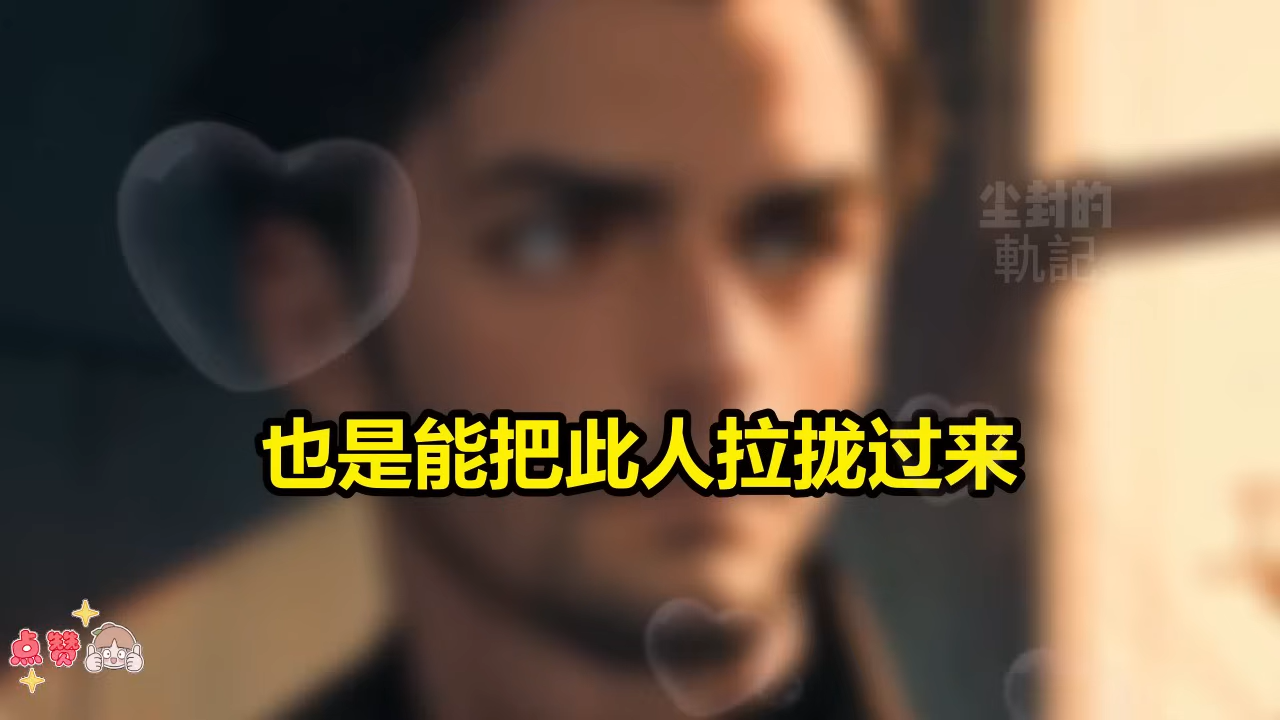 尘封的
軌記
也是能把此人拉拢过来
点赞